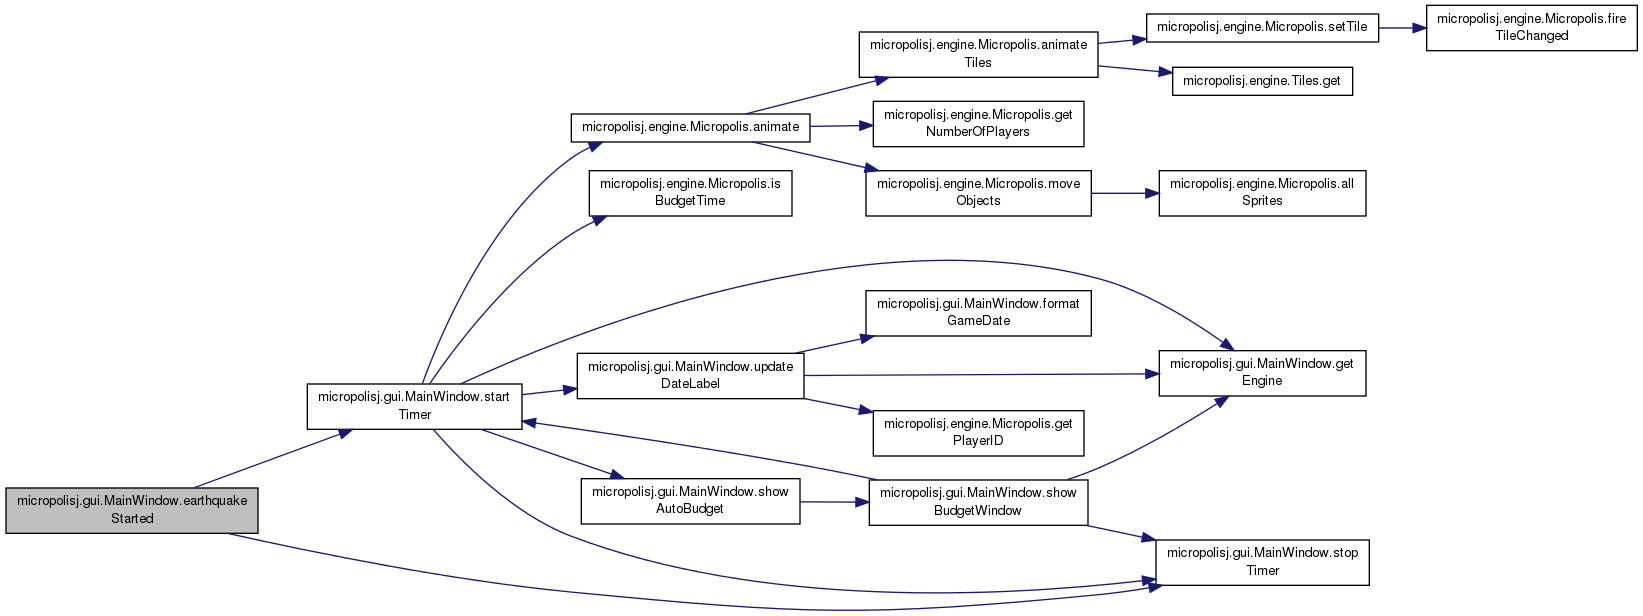 micropolisj.engine.Micropolis.fire
TileChanged
micropolisj.engine.Micropolis.setTile
micropolisj.engine.Micropolis.animate
Tiles
micropolisj.engine.Tiles.get
micropolisj.engine.Micropolis.get
NumberOfPlayers
micropolisj.engine.Micropolis.animate
micropolisj.engine.Micropolis.move
Objects
micropolisj.engine.Micropolis.all
Sprites
micropolisj.engine.Micropolis.is
BudgetTime
micropolisj.gui.MainWindow.format
GameDate
micropolisj.gui.MainWindow.update
DateLabel
micropolisj.gui.MainWindow.get
Engine
micropolisj.gui.MainWindow.start
Timer
micropolisj.engine.Micropolis.get
PlayerID
micropolisj.gui.MainWindow.show
AutoBudget
micropolisj.gui.MainWindow.show
BudgetWindow
micropolisj.gui.MainWindow.earthquake
Started
micropolisj.gui.MainWindow.stop
Timer